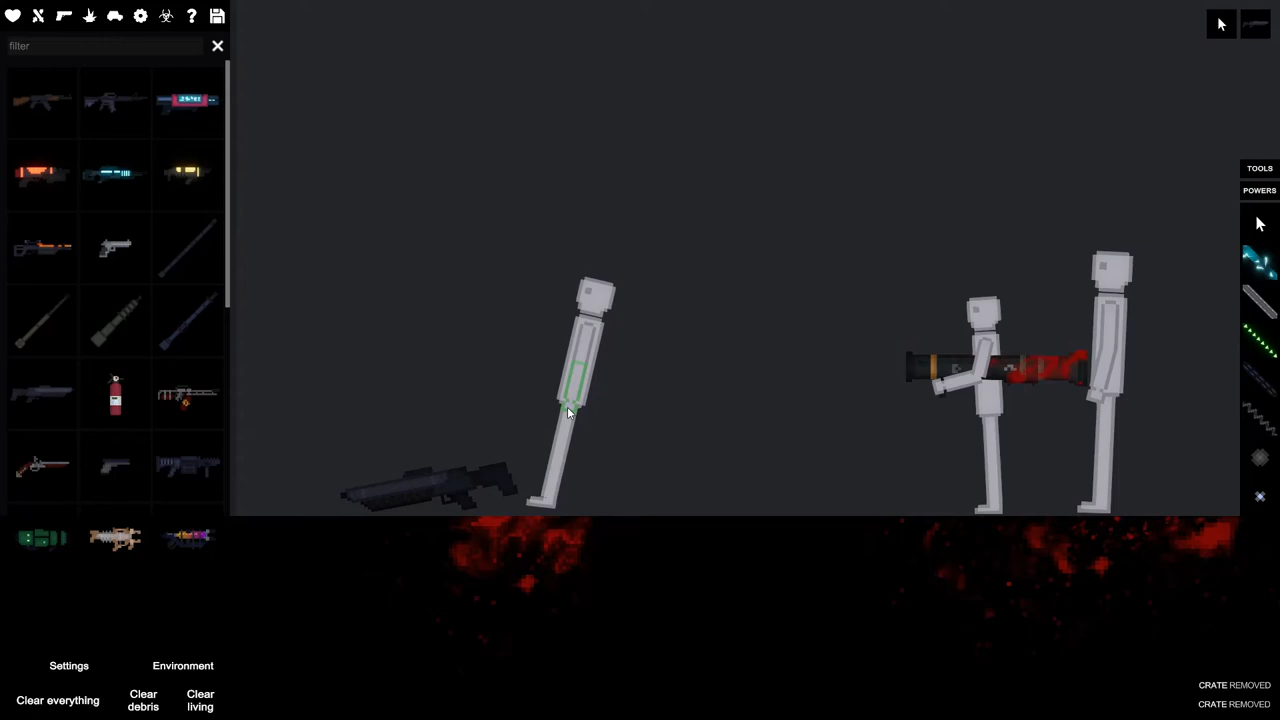 ?
filter
TOOLS
POWERS
Settings
Environment
Clear everything
Clear
debris
Clear
living
CRATE REMOVED
CRATE REMOVED